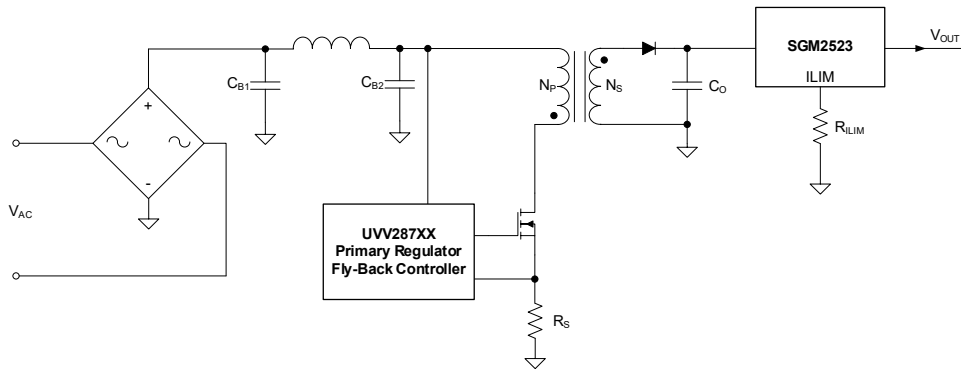 SGM2523
V_OUT
ILIM
C_B1
C_B2
N_P
N_S
C_O
R_ILIM
+
-
V_AC
UVV287XX
Primary Regulator
Fly-Back Controller
R_S